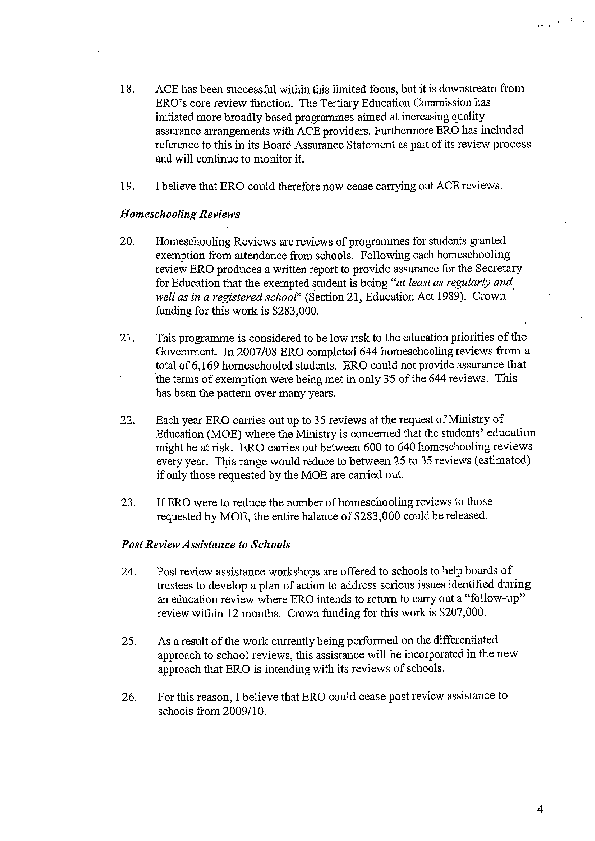 18. ACE has been successful within this limited focus, but it is downstream from
ERO's core review function. The Tertiary Education Commission has
initiated more broadly based programmes aimed at increasing quality
assurance arrangements with ACE providers. Furthermore ERO has included
reference to this in its Board Assurance Statement as part of its review process
and will continue to monitor it.
19. I believe that ERO could therefore now cease carrying out ACE reviews.
Homeschooling Reviews
20. Homeschooling Reviews are reviews of programmes for students granted
exemption from attendance from schools. Following each homeschooling
review ERO produces a written report to provide assurance for the Secretary
for Education that the exempted student is being "at least as regularly and
well as in a registered school" (Section 21, Education Act 1989). Crown
funding for this work is $283,000.
21. This programme is considered to be low risk to the education priorities of the
Government. In 2007/08 ERO completed 644 homeschooling reviews from a
total of 6,169 homeschooled students. ERO could not provide assurance that
the terms of exemption were being met in only 35 of the 644 reviews. This
has been the pattern over many years.
22. Each year ERO carries out up to 35 reviews at the request of Ministry of
Education (MOE) where the Ministry is concerned that the students' education
might be at risk. ERO carries out between 600 to 640 homeschooling reviews
every year. This range would reduce to between 25 to 35 reviews (estimated)
if only those requested by the MOE are carried out.
23. If ERO were to reduce the number of homeschooling reviews to those
requested by MOE, the entire balance of $283,000 could be released.
Post Review Assistance to Schools
24. Post review assistance workshops are offered to schools to help boards of
trustees to develop a plan of action to address serious issues identified during
an education review where ERO intends to return to carry out a "follow-up"
review within 12 months. Crown funding for this work is $207,000.
25. As a result of the work currently being performed on the differentiated
approach to school reviews, this assistance will be incorporated in the new
approach that ERO is intending with its reviews of schools.
26. For this reason, I believe that ERO could cease post review assistance to
schools from 2009/10.
4